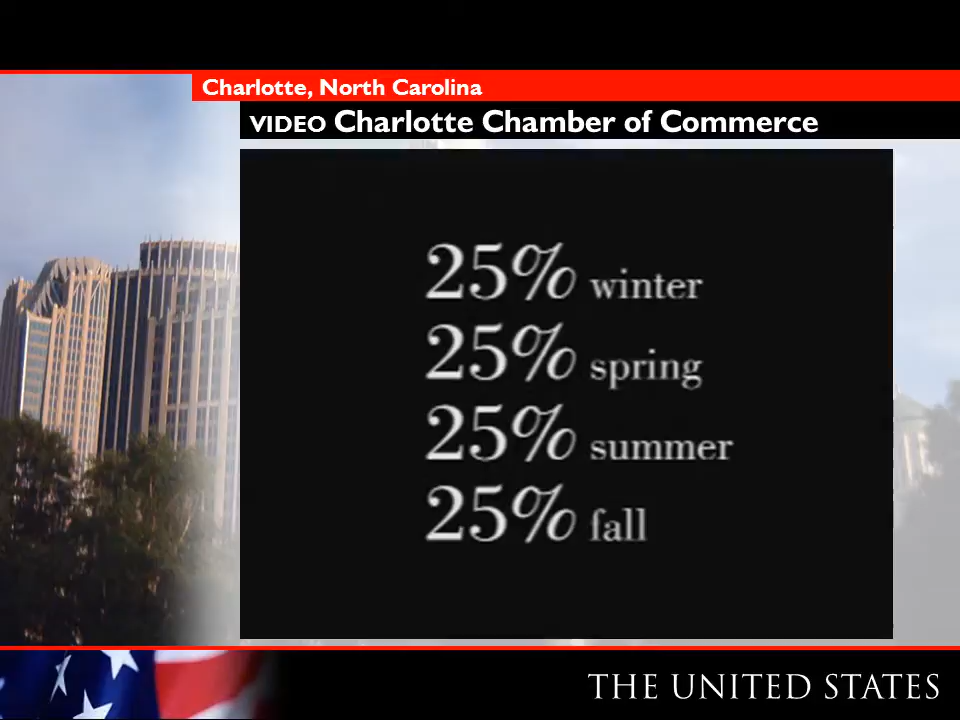 Charlotte, North Carolina
VIDEO Charlotte Chamber of Commerce
25% winter
25% spring
25% summer
25% fall
THE UNITED STATES